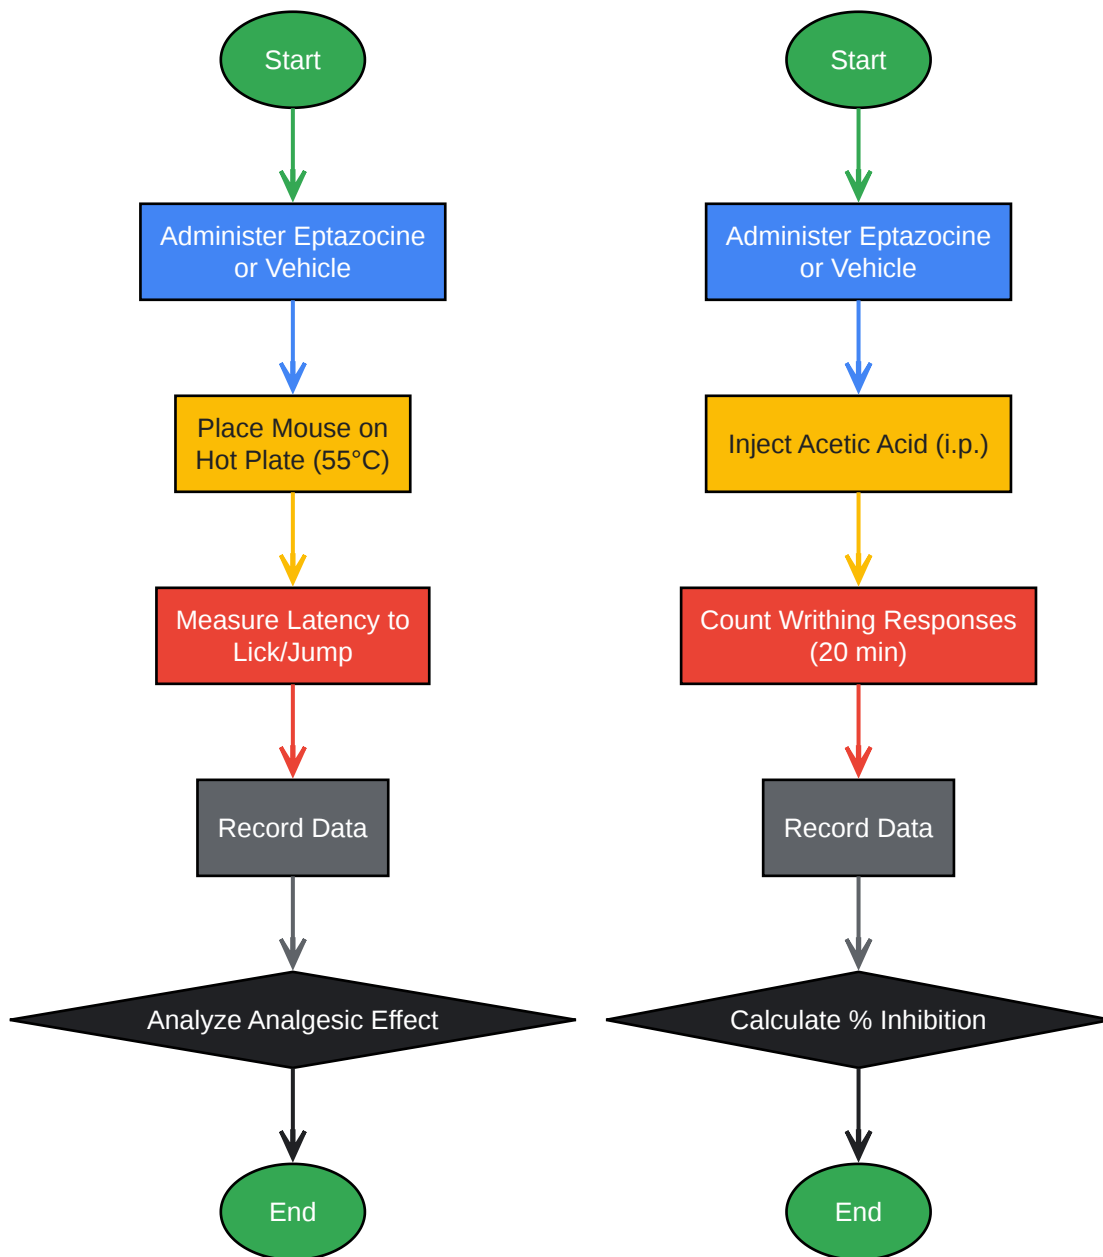 Start
Administer Eptazocine
or Vehicle
Place Mouse on
Hot Plate (55°C)
Measure Latency to
Lick/Jump
Record Data
Analyze Analgesic Effect
End
Start
Administer Eptazocine
or Vehicle
Inject Acetic Acid (i.p.)
Count Writhing Responses
(20 min)
Record Data
Calculate % Inhibition
End